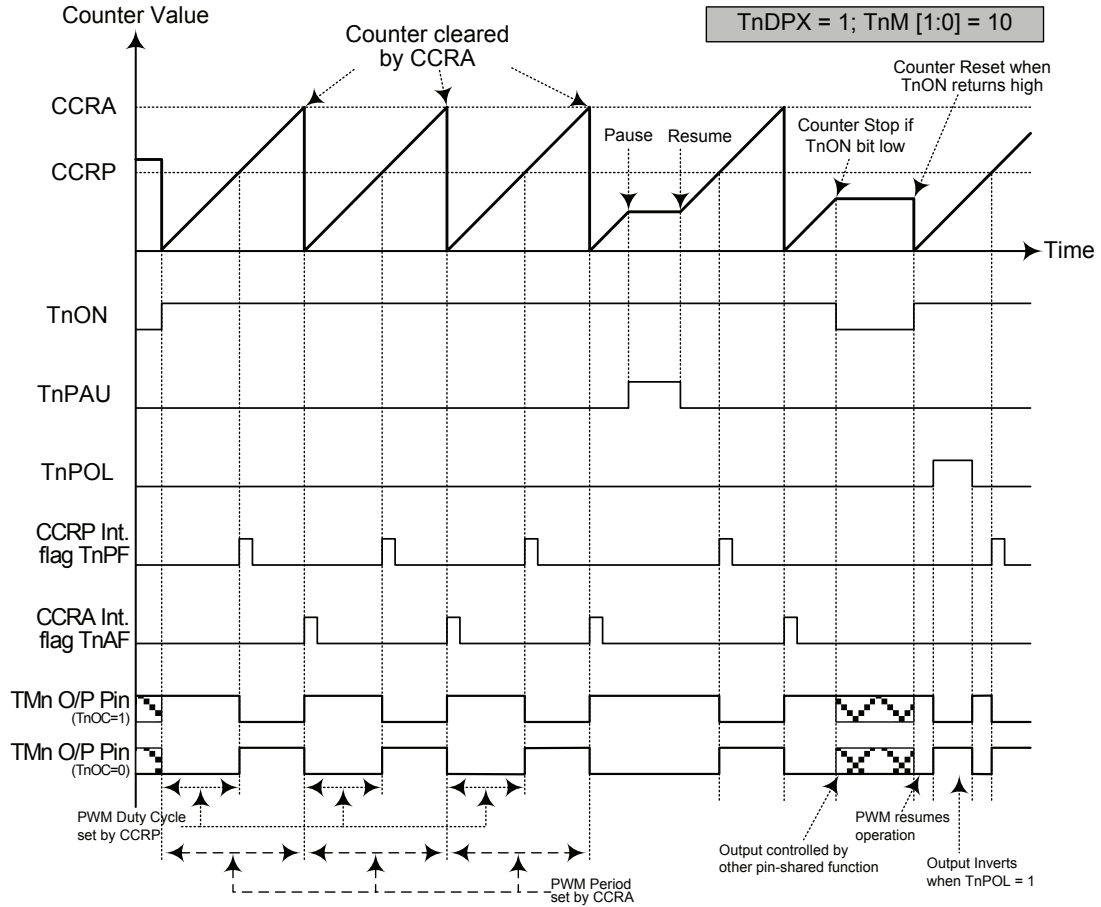 Counter Value
TnDPX = 1; TnM [1:0] = 10
Counter cleared
by CCRA
Counter Reset when
TnON returns high
CCRA
Pause
Resume
Counter Stop if
TnON bit low
CCRP
Time
TnON
TnPAU
TnPOL
CCRP Int.
flag TnPF
CCRA Int.
flag TnAF
TMn O/P Pin
(TnOC=1)
TMn O/P Pin
(TnOC=0)
PWM Duty Cycle
set by CCRP
PWM resumes
operation
Output controlled by
other pin-shared function
Output Inverts
when TnPOL = 1
PWM Period
set by CCRA